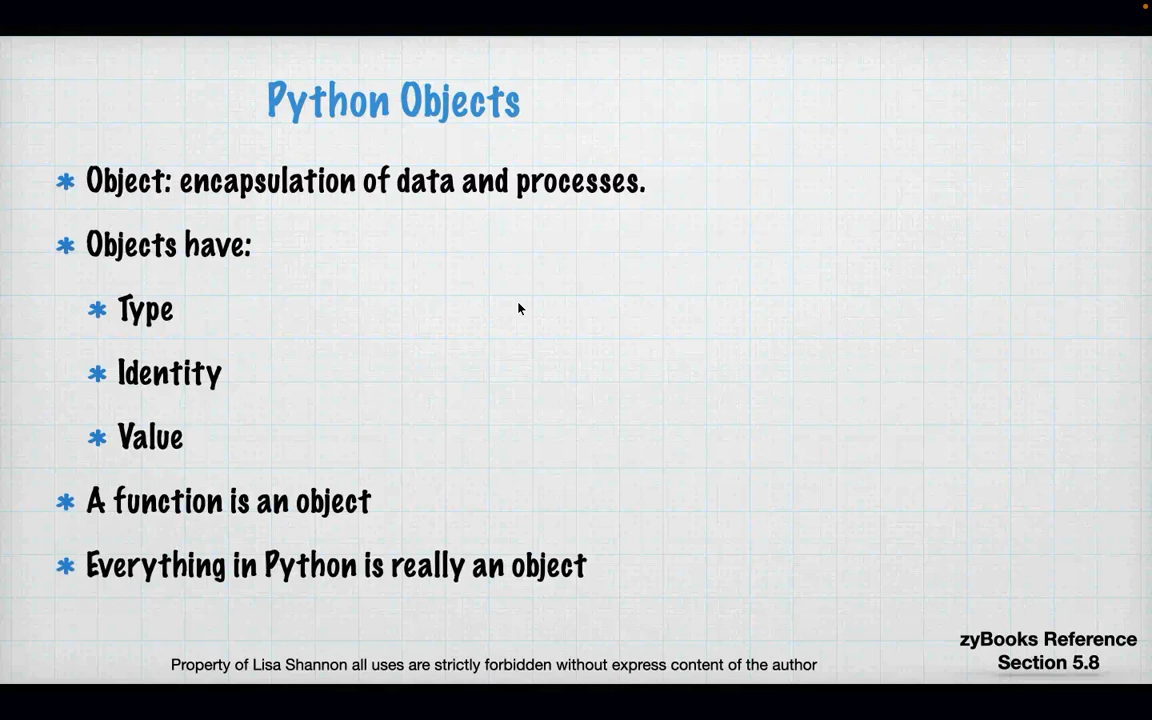 Python Objects
* Object: encapsulation of data and processes.
* Objects have:
* Type
* Identity
* Value
* A function is an object
* Everything in Python is really an object
zyBooks Reference
Section 5.8
Property of Lisa Shannon all uses are strictly forbidden without express content of the author